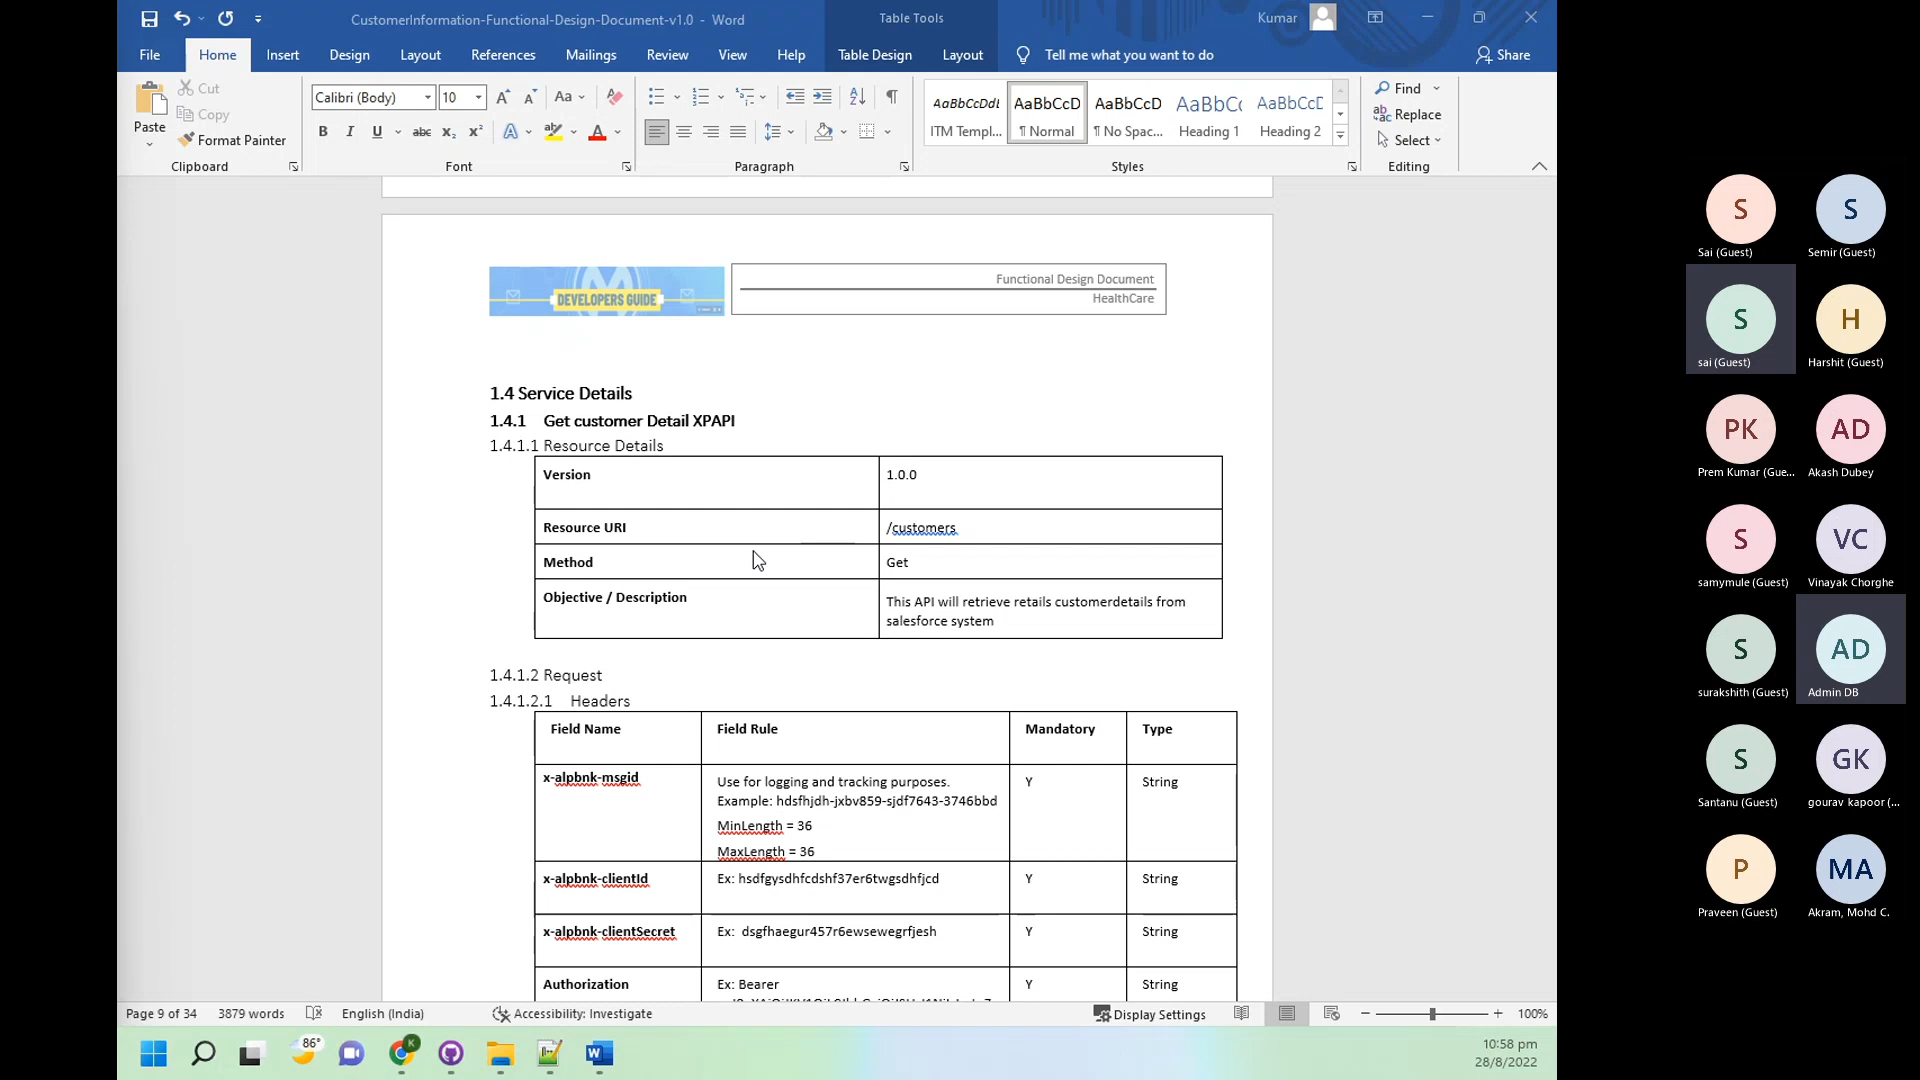 CustomerInformation-Functional-Design-Document-v1.0 - Word
Table Tools
Kumar
File
Home
Insert
Design
Layout
References
Mailings
Review
View
Help
Table Design
Layout
Tell me what you want to do
Share
Paste
Cut
Copy
Format Painter
Clipboard
Calibri (Body)
10
Font
Paragraph
AaBbCcDdI
ITM Templ...
AaBbCcD
¶ Normal
AaBbCcD
¶ No Spac...
AaBbCc
Heading 1
AaBbCcD
Heading 2
Styles
Find
Replace
Select
Editing
DEVELOPERS GUIDE
Functional Design Document
HealthCare
1.4 Service Details
1.4.1 Get customer Detail XPAPI
1.4.1.1 Resource Details
Version 1.0.0
Resource URI /customers
Method Get
Objective / Description This API will retrieve retails customerdetails from
salesforce system
1.4.1.2 Request
1.4.1.2.1 Headers
Field Name Field Rule Mandatory Type
x-alpbnk-msgid Use for logging and tracking purposes. Y String
Example: hdsfhjdh-jxbv859-sjdf7643-3746bbd
MinLength = 36
MaxLength = 36
x-alpbnk-clientId Ex: hsdfgysdhfcdshf37er6twgsdhfjcd Y String
x-alpbnk-clientSecret Ex: dsgfhaegur457r6ewsewegrfjesh Y String
Authorization Ex: Bearer Y String
Page 9 of 34
3879 words
English (India)
Accessibility: Investigate
Display Settings
100%
86°
K
10:58 pm
28/8/2022
S
Sai (Guest)
S
Semir (Guest)
S
sai (Guest)
H
Harshit (Guest)
PK
Prem Kumar (Gue...
AD
Akash Dubey
S
samymule (Guest)
VC
Vinayak Chorghe
S
surakshith (Guest)
AD
Admin DB
S
Santanu (Guest)
GK
gourav kapoor (...
P
Praveen (Guest)
MA
Akram, Mohd C.